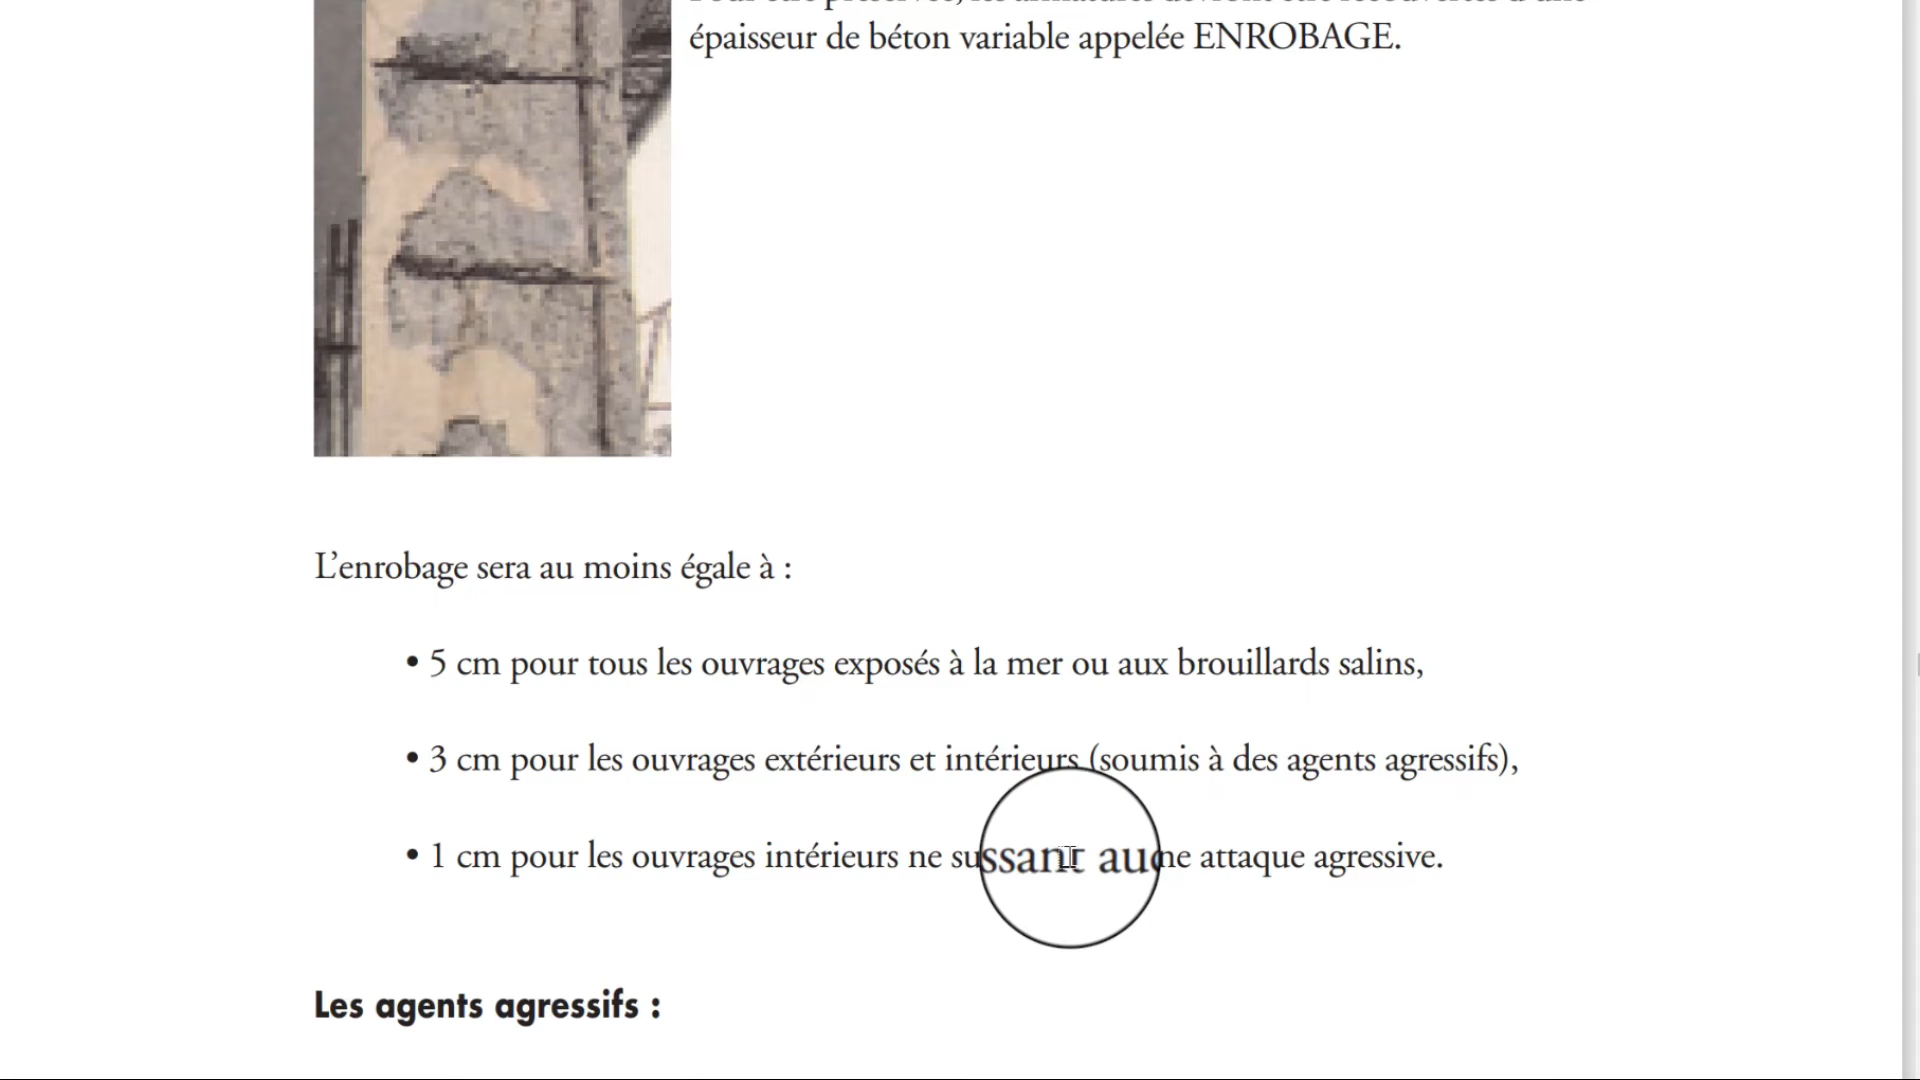 épaisseur de béton variable appelée ENROBAGE.
L'enrobage sera au moins égale à :
• 5 cm pour tous les ouvrages exposés à la mer ou aux brouillards salins,
• 3 cm pour les ouvrages extérieurs et intérieurs (soumis à des agents agressifs),
• 1 cm pour les ouvrages intérieurs ne attaque agressive.
Les agents agressifs :